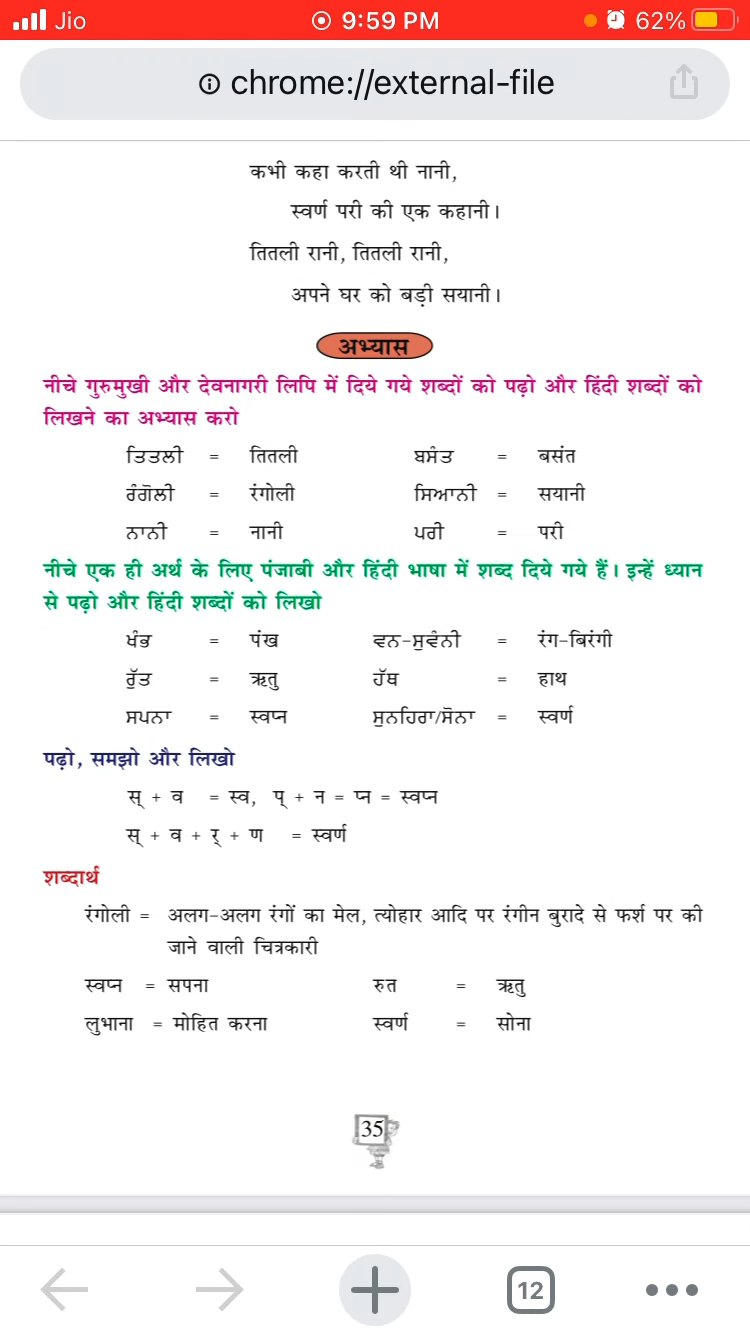 Jio 9:59 PM 62%
chrome://external-file
कभी कहा करती थी नानी,
स्वर्ण परी की एक कहानी।
तितली रानी, तितली रानी,
अपने घर को बड़ी सयानी।
अभ्यास
नीचे गुरुमुखी और देवनागरी लिपि में दिये गये शब्दों को पढ़ो और हिंदी शब्दों को
लिखने का अभ्यास करो
ਤਿਤਲੀ = तितली ਬਸੰਤ = बसंत
ਰੰਗੋਲੀ = रंगोली ਸਿਆਨੀ = सयानी
ਨਾਨੀ = नानी ਪਰੀ = परी
नीचे एक ही अर्थ के लिए पंजाबी और हिंदी भाषा में शब्द दिये गये हैं। इन्हें ध्यान
से पढ़ो और हिंदी शब्दों को लिखो
ਖੰਭ = पंख ਵਨ-ਸੁਵੰਨੀ = रंग-बिरंगी
ਰੁੱਤ = ऋतु ਹੱਥ = हाथ
ਸਪਨਾ = स्वप्न ਸੁਨਹਿਰਾ/ਸੋਨਾ = स्वर्ण
पढ़ो, समझो और लिखो
स् + व = स्व, प् + न = प्न = स्वप्न
स् + व + र् + ण = स्वर्ण
शब्दार्थ
रंगोली = अलग-अलग रंगों का मेल, त्योहार आदि पर रंगीन बुरादे से फर्श पर की
जाने वाली चित्रकारी
स्वप्न = सपना रुत = ऋतु
लुभाना = मोहित करना स्वर्ण = सोना
35
12